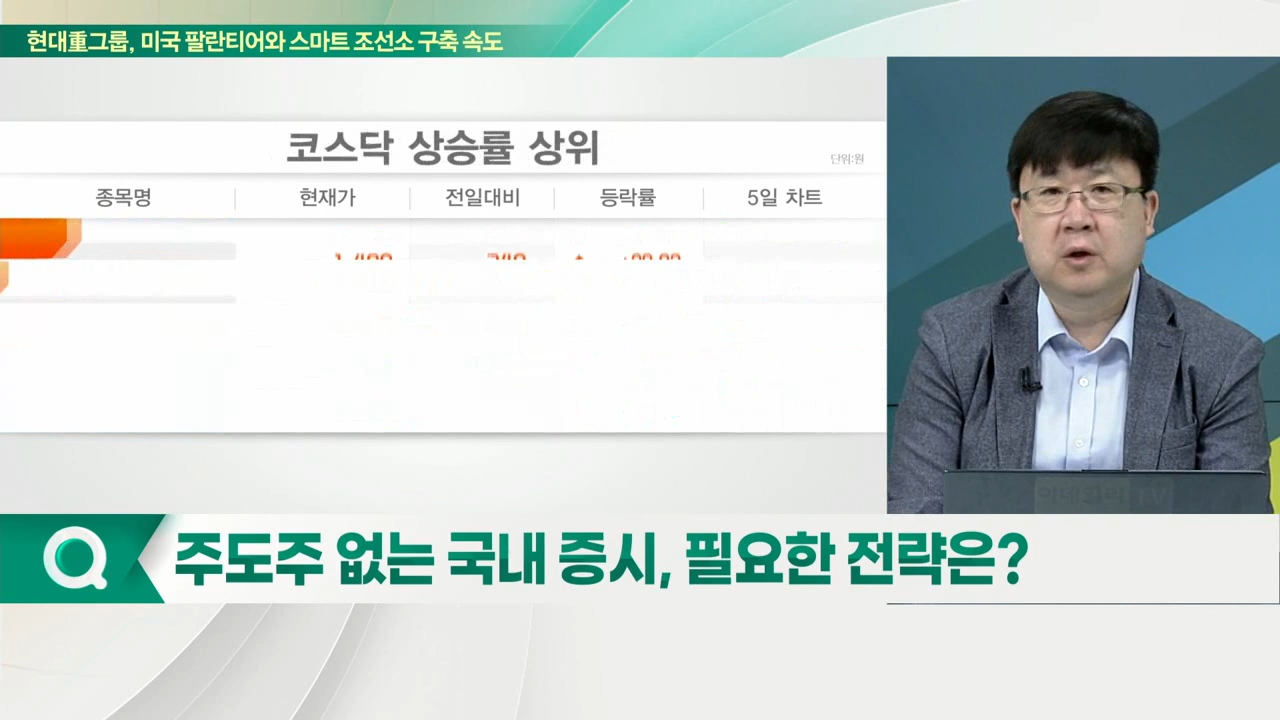 현대重그룹, 미국 팔란티어와 스마트 조선소 구축 속도
코스닥 상승률 상위
단위:원
종목명 현재가 전일대비 등락률 5일 차트
주도주 없는 국내 증시, 필요한 전략은?